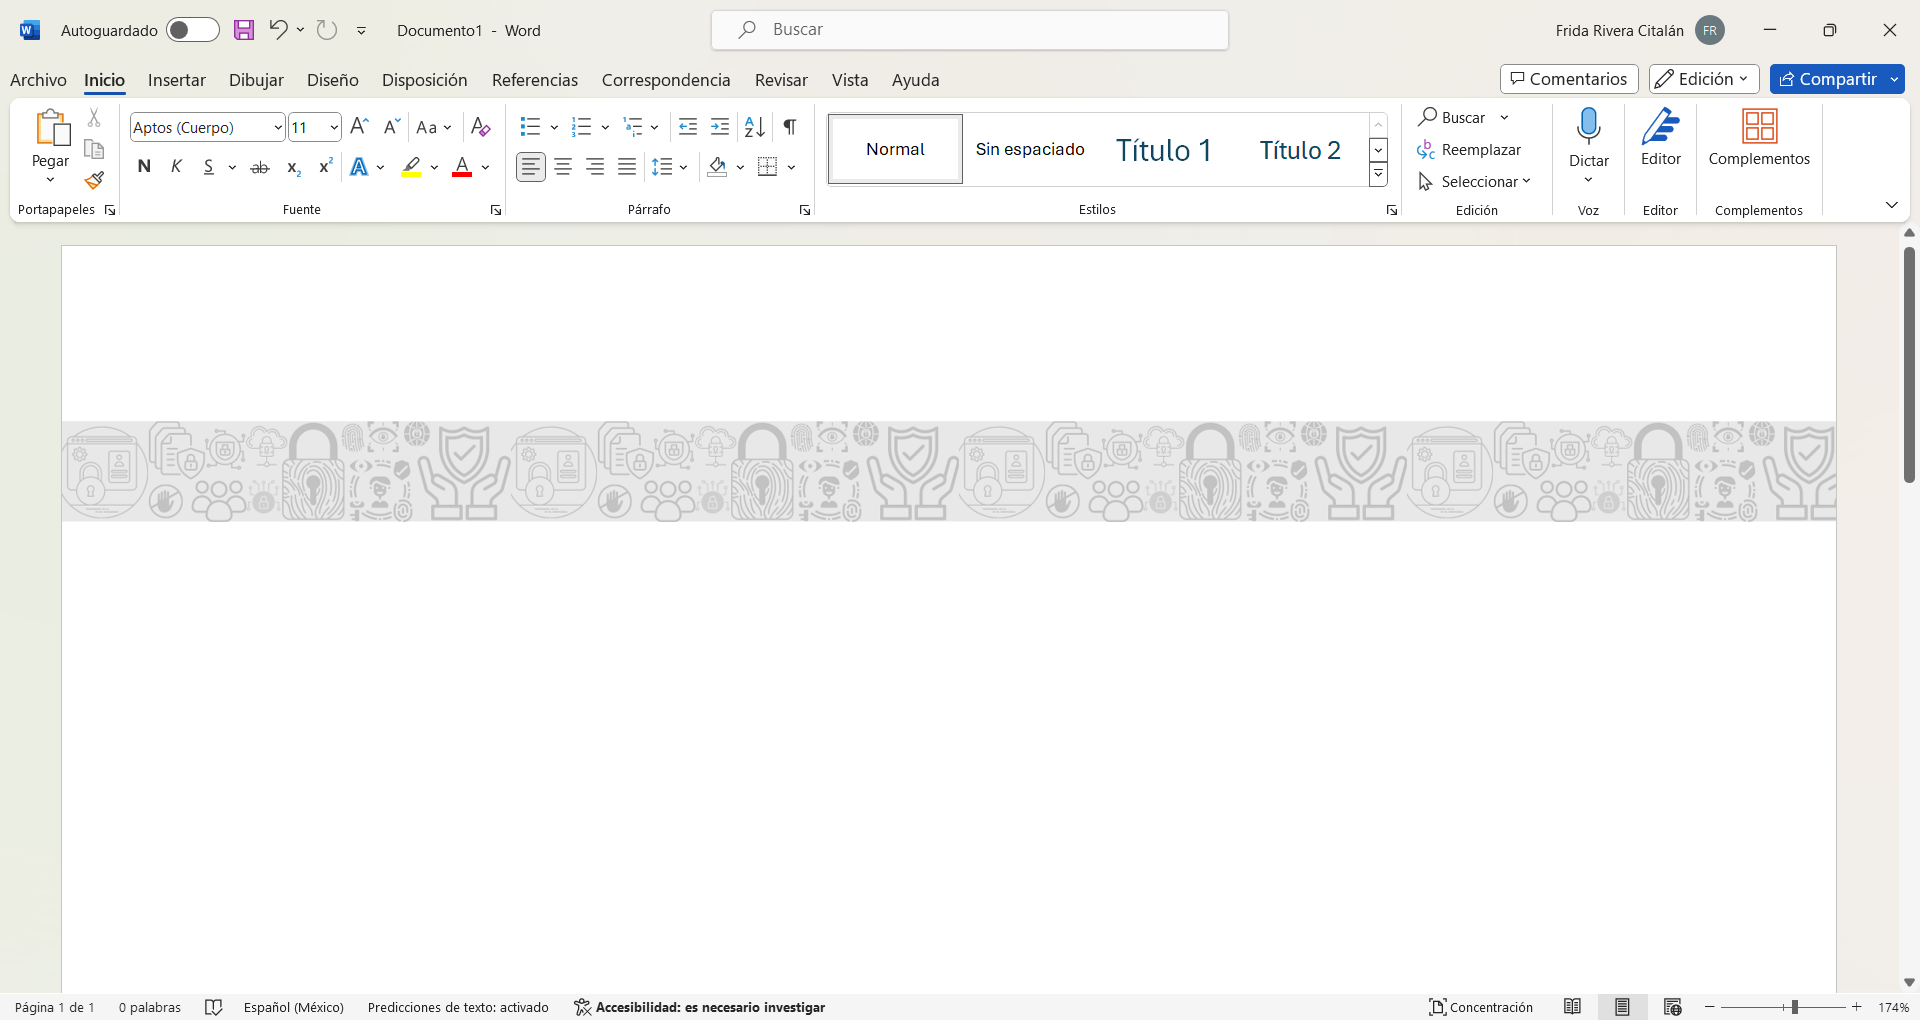 Autoguardado
Documento1 - Word
Buscar
Frida Rivera Citalán
FR
Archivo Inicio Insertar Dibujar Diseño Disposición Referencias Correspondencia Revisar Vista Ayuda
Comentarios
Edición
Compartir
Pegar
Portapapeles
Aptos (Cuerpo) 11
Aa
N K S ab x₂ x² A A
Fuente
Párrafo
Normal
Sin espaciado
Título 1
Título 2
Estilos
Buscar
Reemplazar
Seleccionar
Edición
Dictar
Voz
Editor
Editor
Complementos
Complementos
Página 1 de 1 0 palabras Español (México) Predicciones de texto: activado Accesibilidad: es necesario investigar
Concentración
174%